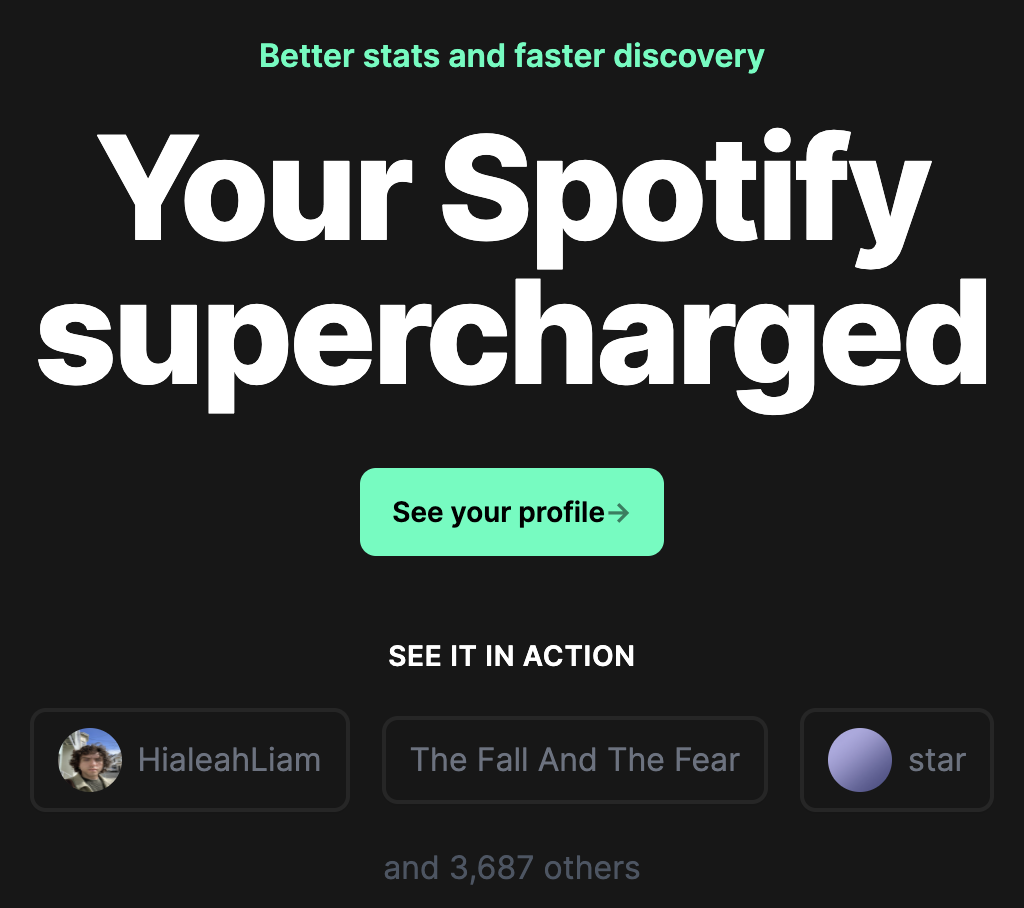 Better stats and faster discovery
Your Spotify
supercharged
See your profile→
SEE IT IN ACTION
HialeahLiam
The Fall And The Fear
star
and 3,687 others